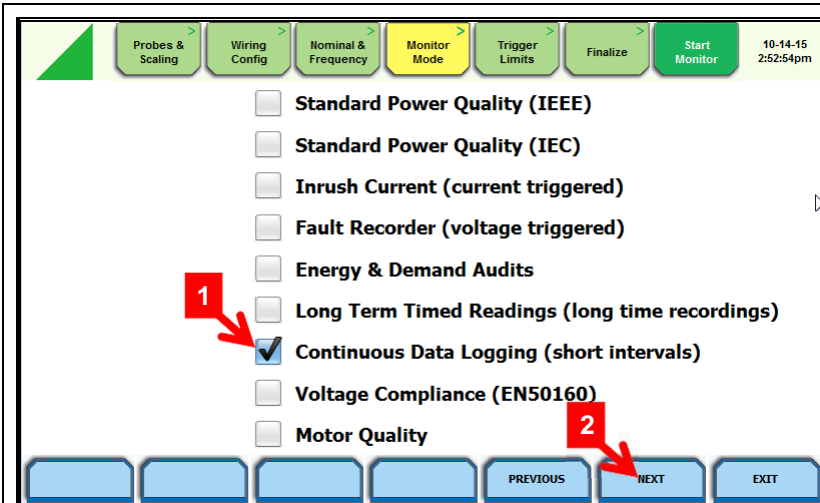 Probes &
Scaling
>
Wiring
Config
>
Nominal &
Frequency
>
Monitor
Mode
>
Trigger
Limits
>
Finalize
>
Start
Monitor
10-14-15
2:52:54pm
Standard Power Quality (IEEE)
Standard Power Quality (IEC)
Inrush Current (current triggered)
Fault Recorder (voltage triggered)
Energy & Demand Audits
1
Long Term Timed Readings (long time recordings)
Continuous Data Logging (short intervals)
Voltage Compliance (EN50160)
2
Motor Quality
PREVIOUS
NEXT
EXIT